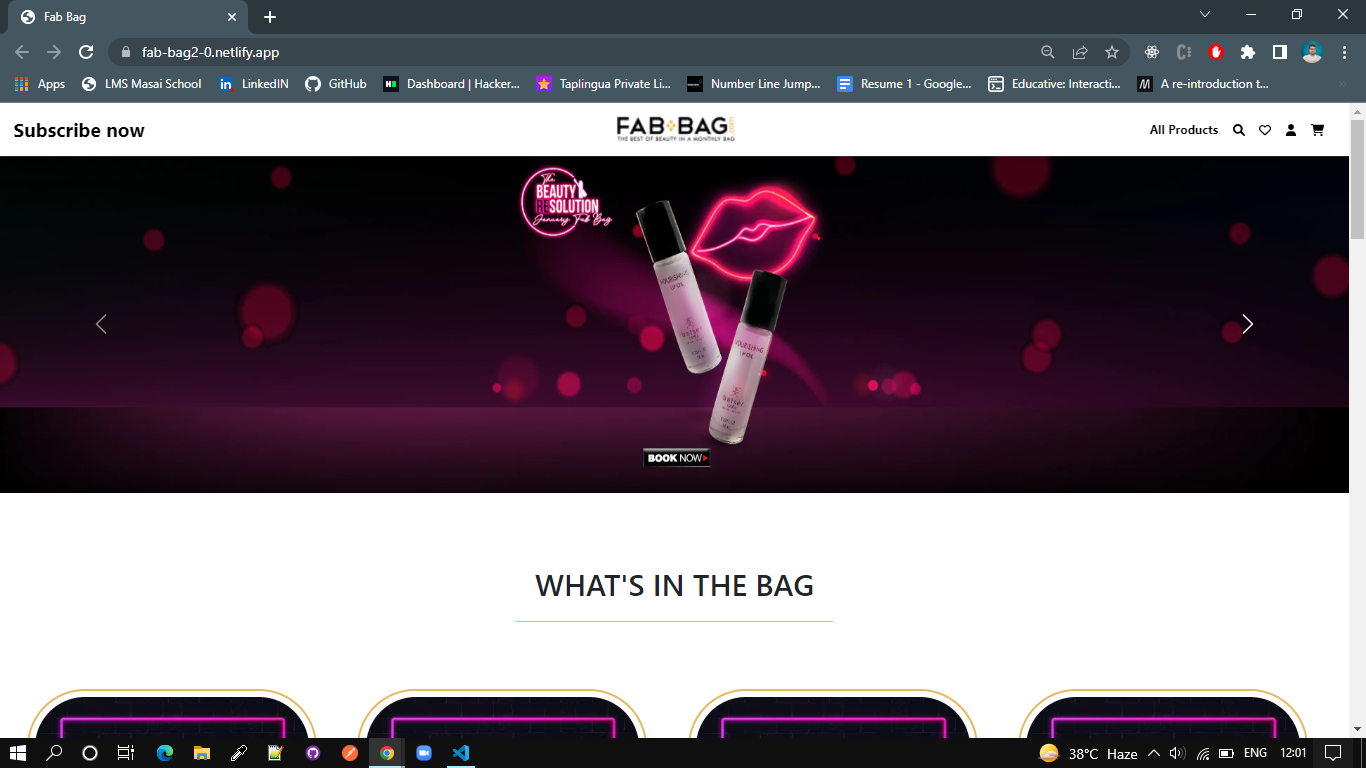 Fab Bag
fab-bag2-0.netlify.app
Apps LMS Masai School LinkedIN GitHub Dashboard | Hacker... Taplingua Private Li... Number Line Jump... Resume 1 - Google... Educative: Interacti... A re-introduction t...
Subscribe now
FAB BAG.com
THE BEST OF BEAUTY IN A MONTHLY BAG
All Products
The
BEAUTY
RESOLUTION
January Fab Bag
NOURISHING
NOURISHING
BOOK NOW
WHAT'S IN THE BAG
38°C Haze ENG 12:01